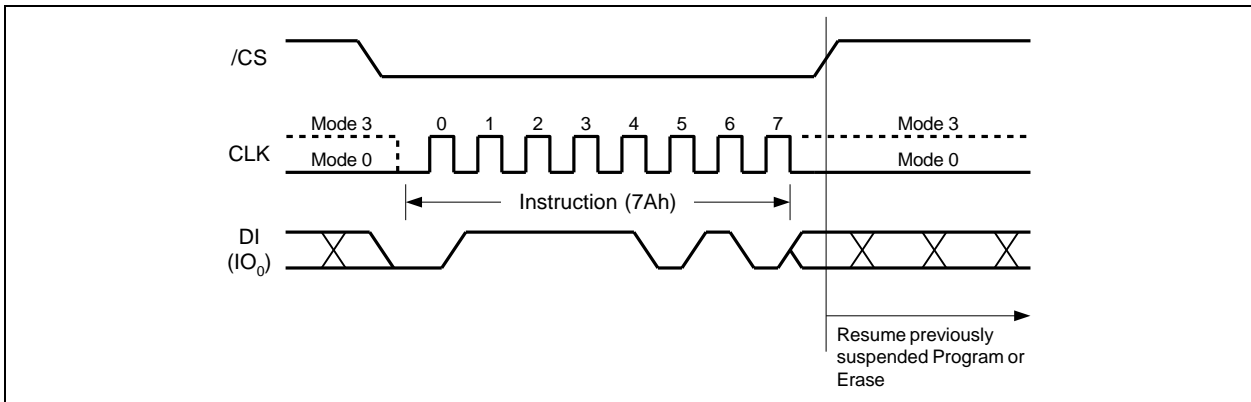 /CS
Mode 3 0 1 2 3 4 5 6 7 Mode 3
CLK
Mode 0 Mode 0
Instruction (7Ah)
DI
(IO0)
Resume previously
suspended Program or
Erase